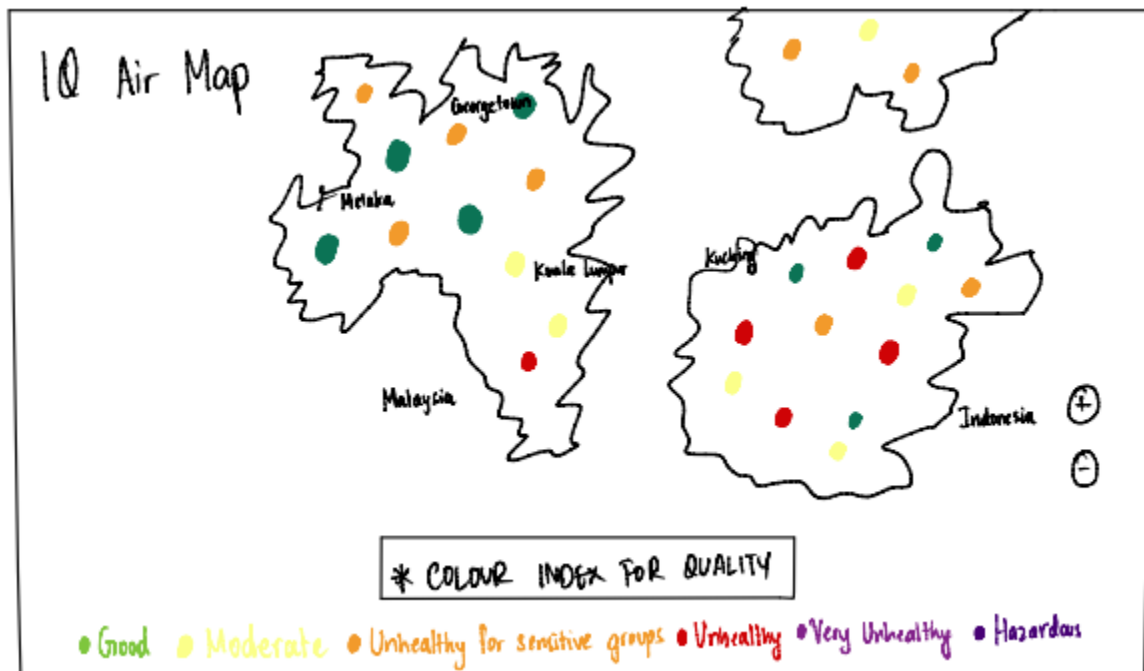 IQ Air Map
Georgetown
Melaka
Kuching
Kuala lumpur
Malaysia
Indonesia
+
-
* COLOUR INDEX FOR QUALITY
Good Moderate Unhealthy for sensitive groups Unhealthy Very Unhealthy Hazardous